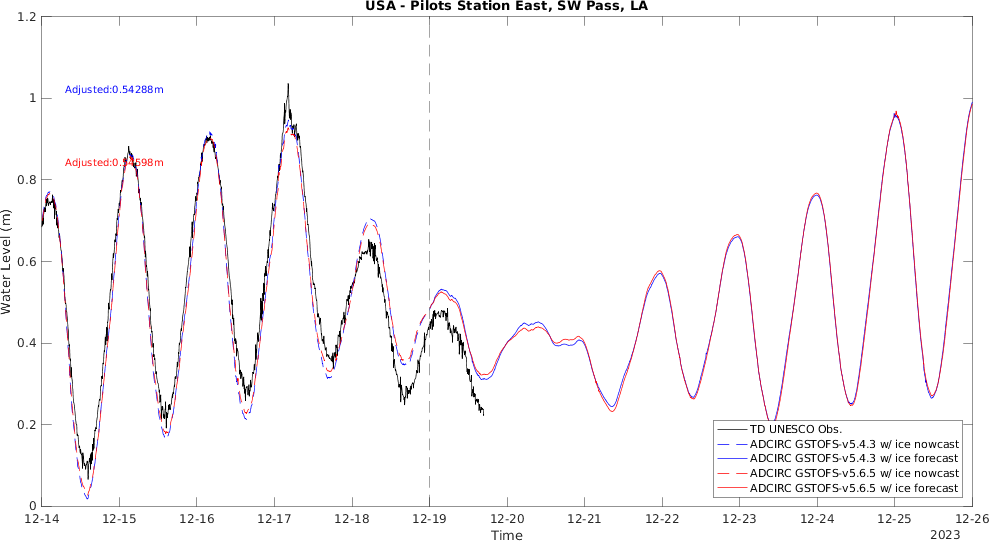 USA - Pilots Station East, SW Pass, LA
1.2
1
0.8
0.6
0.4
0.2
0
Water Level (m)
Adjusted:0.54288m
TD UNESCO Obs.
ADCIRC GSTOFS-v5.4.3 w/ ice nowcast
ADCIRC GSTOFS-v5.4.3 w/ ice forecast
ADCIRC GSTOFS-v5.6.5 w/ ice nowcast
ADCIRC GSTOFS-v5.6.5 w/ ice forecast
12-14 12-15 12-16 12-17 12-18 12-19 12-20 12-21 12-22 12-23 12-24 12-25 12-26
Time
2023